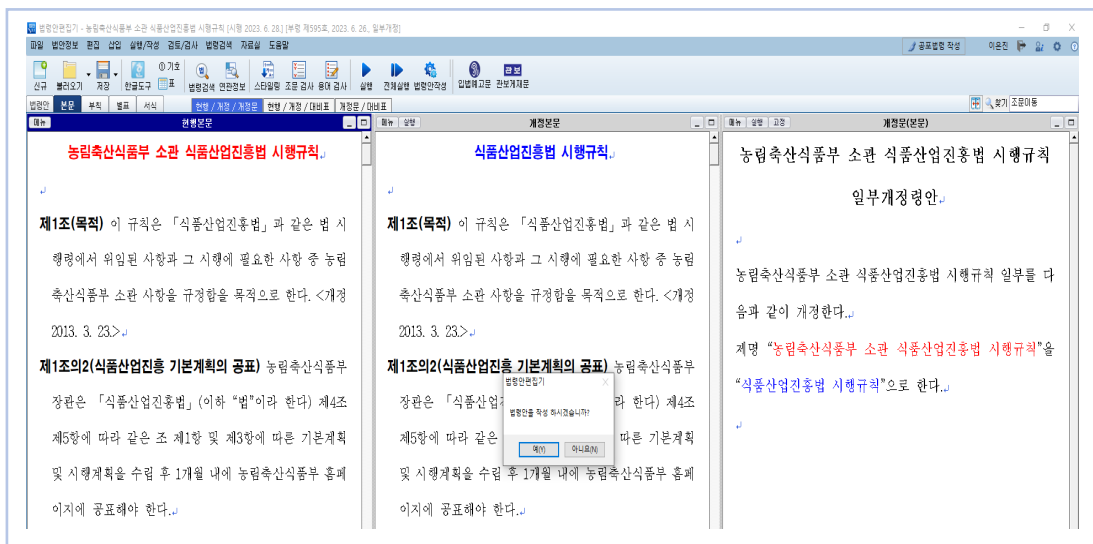 법령안편집기 - 농림축산식품부 소관 식품산업진흥법 시행규칙 [시행 2023. 6. 28.] [부령 제595호, 2023. 6. 26., 일부개정]
파일 법안정보 편집 삽입 실행/작성 검토/검사 법령검색 자료실 도움말
공포법령 작성 이은진
① 기호
신규 불러오기 저장 한글도구 표 법령검색 연관정보 스타일링 조문 검사 용어 검사 실행 전체실행 법령안작성 입법예고문 관보게재문
관보
법령안 본문 부칙 별표 서식 현행 / 개정 / 개정문 현행 / 개정 / 대비표 개정문 / 대비표
찾기 조문이동
메뉴 현행본문
농림축산식품부 소관 식품산업진흥법 시행규칙
제1조(목적) 이 규칙은 「식품산업진흥법」과 같은 법 시
행령에서 위임된 사항과 그 시행에 필요한 사항 중 농림
축산식품부 소관 사항을 규정함을 목적으로 한다. <개정
2013. 3. 23.>
제1조의2(식품산업진흥 기본계획의 공표) 농림축산식품부
장관은 「식품산업진흥법」(이하 "법"이라 한다) 제4조
제5항에 따라 같은 조 제1항 및 제3항에 따른 기본계획
및 시행계획을 수립 후 1개월 내에 농림축산식품부 홈페
이지에 공표해야 한다.
메뉴 실행 개정본문
식품산업진흥법 시행규칙
제1조(목적) 이 규칙은 「식품산업진흥법」과 같은 법 시
행령에서 위임된 사항과 그 시행에 필요한 사항 중 농림
축산식품부 소관 사항을 규정함을 목적으로 한다. <개정
2013. 3. 23.>
제1조의2(식품산업진흥 기본계획의 공표) 농림축산식품부
장관은 「식품산업 라 한다) 제4조
제5항에 따라 같은 따른 기본계획
및 시행계획을 수립 후 1개월 내에 농림축산식품부 홈페
이지에 공표해야 한다.
법령안편집기
법령안을 작성 하시겠습니까?
예(Y) 아니요(N)
메뉴 실행 고정 개정문(본문)
농림축산식품부 소관 식품산업진흥법 시행규칙
일부개정령안
농림축산식품부 소관 식품산업진흥법 시행규칙 일부를 다
음과 같이 개정한다.
제명 "농림축산식품부 소관 식품산업진흥법 시행규칙"을
"식품산업진흥법 시행규칙"으로 한다.